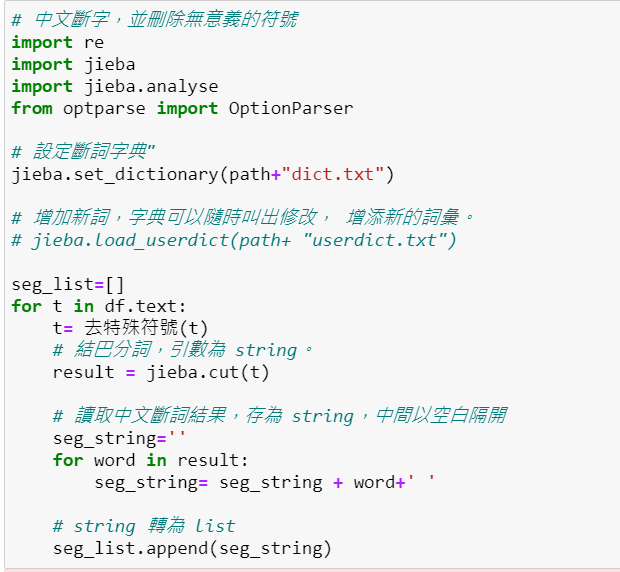 # 中文斷字，並刪除無意義的符號
import re
import jieba
import jieba.analyse
from optparse import OptionParser

# 設定斷詞字典"
jieba.set_dictionary(path+"dict.txt")

# 增加新詞，字典可以隨時叫出修改， 增添新的詞彙。
# jieba.load_userdict(path+ "userdict.txt")

seg_list=[]
for t in df.text:
    t= 去特殊符號(t)
    # 結巴分詞，引數為 string。
    result = jieba.cut(t)

    # 讀取中文斷詞結果，存為 string，中間以空白隔開
    seg_string=''
    for word in result:
        seg_string= seg_string + word+' '

    # string 轉為 list
    seg_list.append(seg_string)